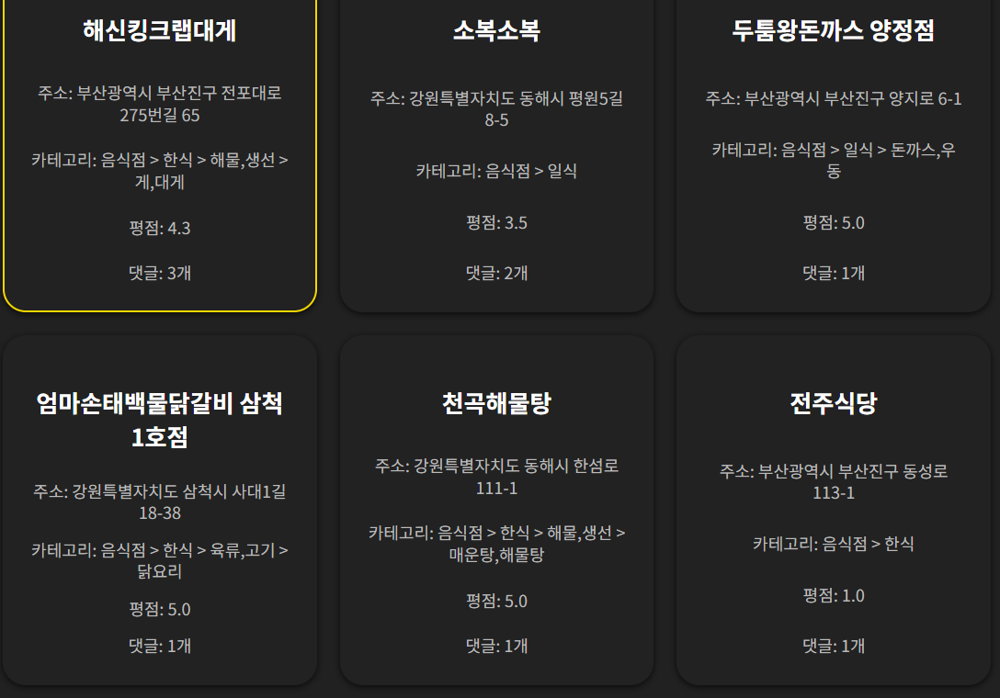 해신킹크랩대게
주소: 부산광역시 부산진구 전포대로
275번길 65
카테고리: 음식점 > 한식 > 해물,생선 >
게,대게
평점: 4.3
댓글: 3개
소복소복
주소: 강원특별자치도 동해시 평원5길
8-5
카테고리: 음식점 > 일식
평점: 3.5
댓글: 2개
두툼왕돈까스 양정점
주소: 부산광역시 부산진구 양지로 6-1
카테고리: 음식점 > 일식 > 돈까스,우
동
평점: 5.0
댓글: 1개
엄마손태백물닭갈비 삼척
1호점
주소: 강원특별자치도 삼척시 사대1길
18-38
카테고리: 음식점 > 한식 > 육류,고기 >
닭요리
평점: 5.0
댓글: 1개
천곡해물탕
주소: 강원특별자치도 동해시 한섬로
111-1
카테고리: 음식점 > 한식 > 해물,생선 >
매운탕,해물탕
평점: 5.0
댓글: 1개
전주식당
주소: 부산광역시 부산진구 동성로
113-1
카테고리: 음식점 > 한식
평점: 1.0
댓글: 1개